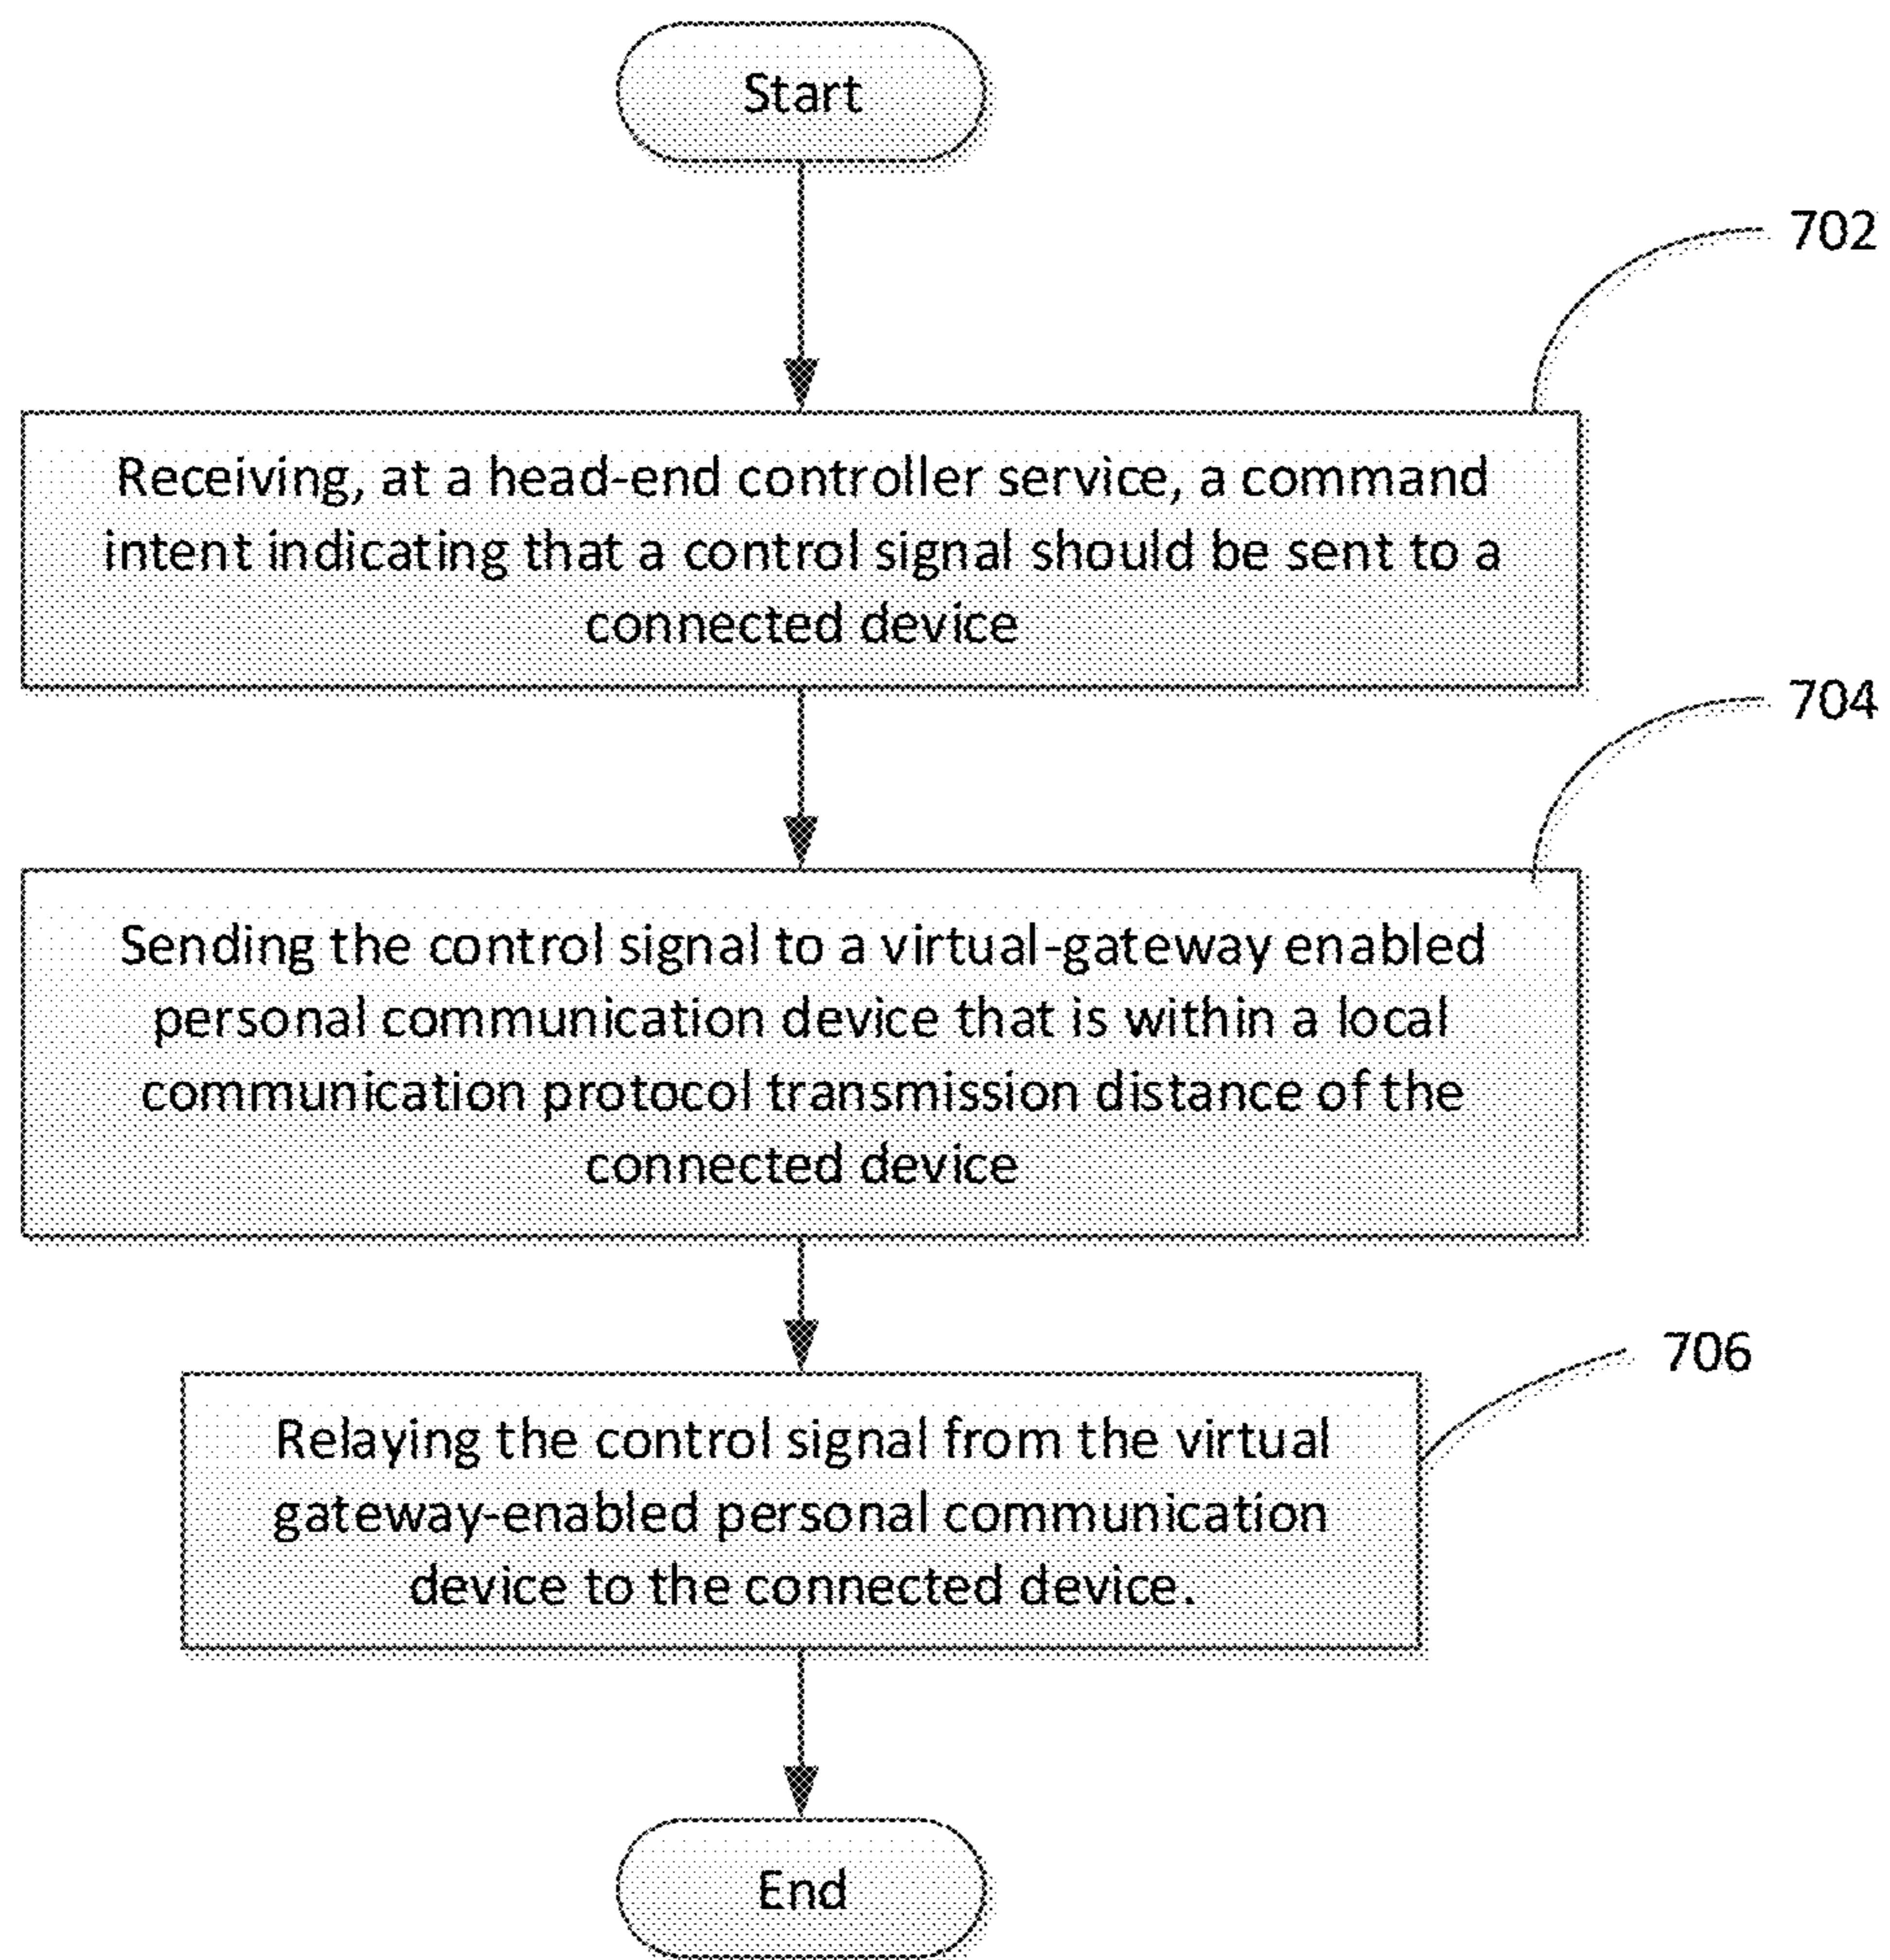 Start
702
Receiving, at a head-end controller service, a command
intent indicating that a control signal should be sent to a
connected device
704
Sending the control signal to a virtual-gateway enabled
personal communication device that is within a local
communication protocol transmission distance of the
connected device
706
Relaying the control signal from the virtual
gateway-enabled personal communication
device to the connected device.
End